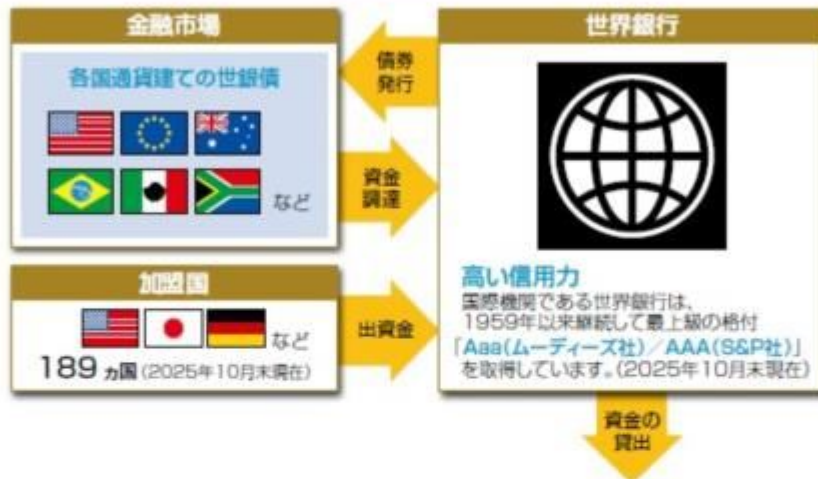 金融市場
各国通貨建ての世銀債
など
債券
発行
資金
調達
加盟国
など
189 ヵ国 (2025年10月末現在)
出資金
世界銀行
高い信用力
国際機関である世界銀行は、
1959年以来継続して最上級の格付
「Aaa(ムーディーズ社)／AAA(S&P社)」
を取得しています。(2025年10月末現在)
資金の
貸出